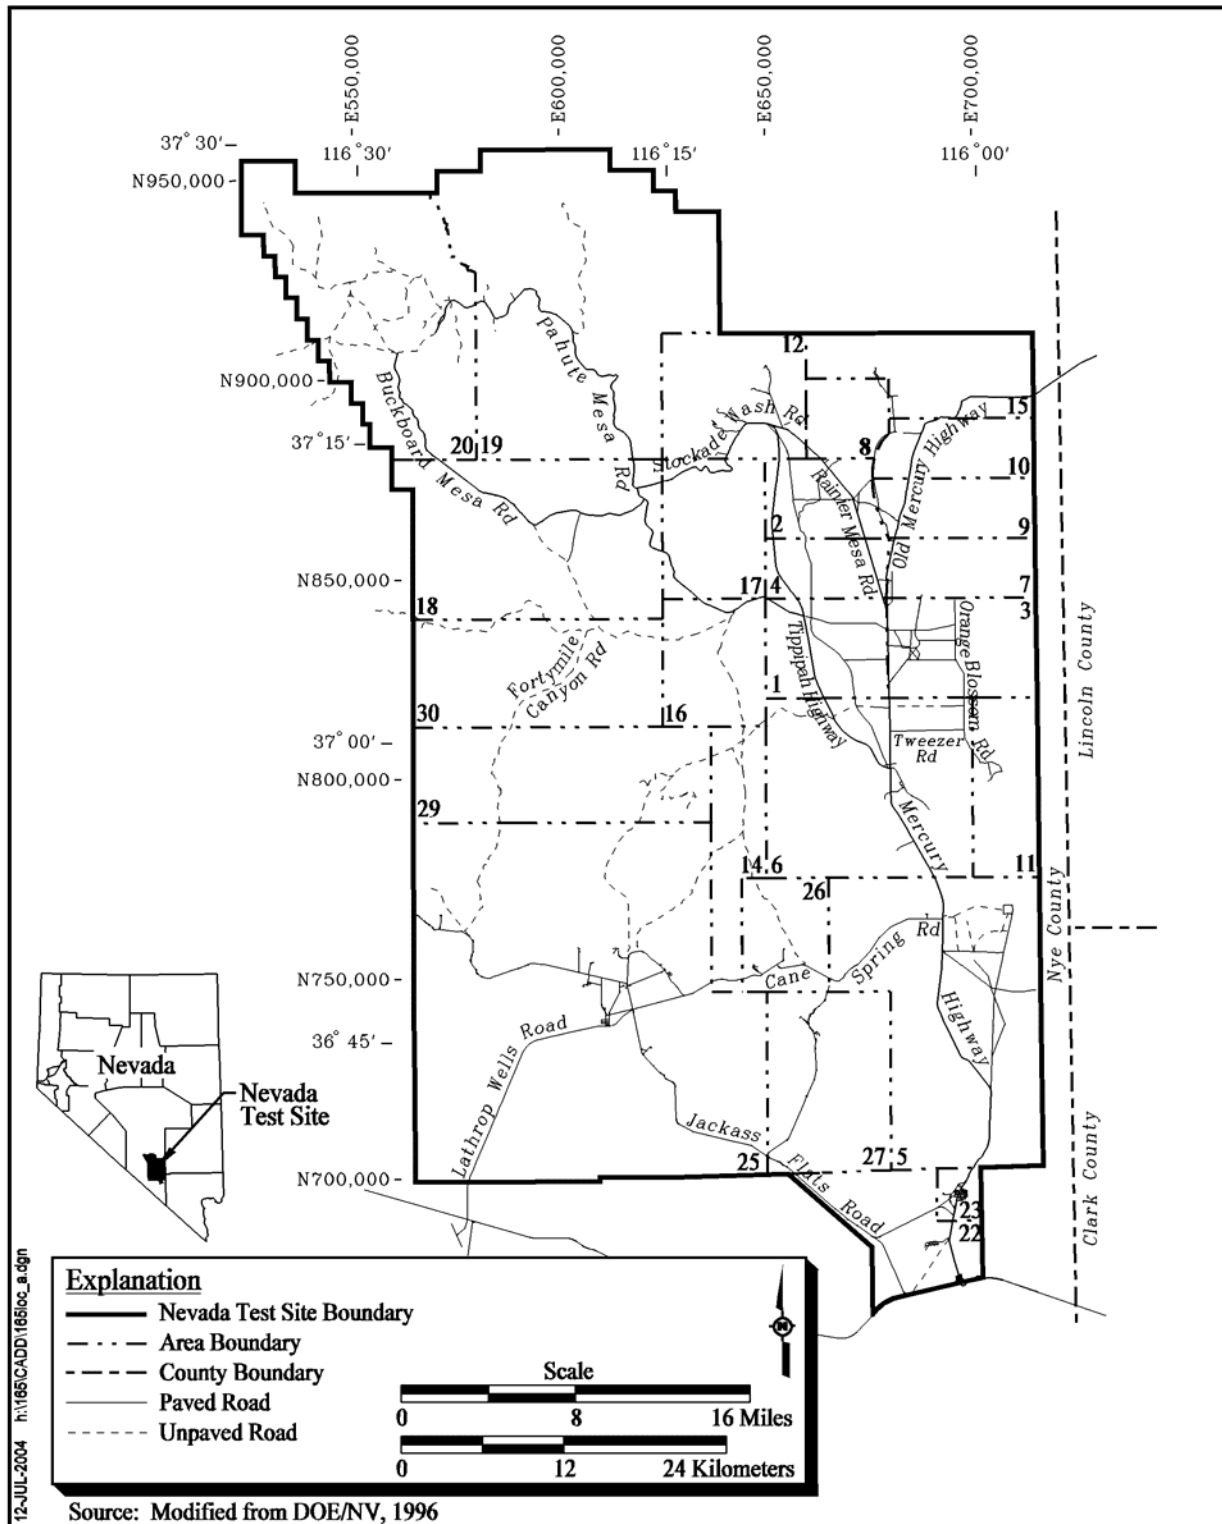 E550,000
E600,000
E650,000
E700,000
37° 30'
116° 30'
116° 15'
116° 00'
N950,000
12
Pahute Mesa Rd
N900,000
Buckboard Mesa Rd
Stockade Wash Rd
15
37° 15'
20
19
8
Old Mercury Highway
10
Rainier Mesa Rd
2
9
N850,000
17
4
7
18
3
Orange Blossom Rd
Lincoln County
Tippipah Highway
Fortymile Canyon Rd
1
30
16
37° 00'
Tweezer Rd
N800,000
Mercury Highway
29
14
6
11
26
Nye County
Cane Spring Rd
N750,000
Lathrop Wells Road
36° 45'
Nevada
Nevada
Test Site
Jackass Flats Road
Clark County
25
27
5
N700,000
23
22
Explanation
Nevada Test Site Boundary
Area Boundary
County Boundary
Paved Road
Unpaved Road
N
Scale
0 8 16 Miles
0 12 24 Kilometers
Source: Modified from DOE/NV, 1996
12-JUL-2004 h:\165\CADD\165loc_a.dgn